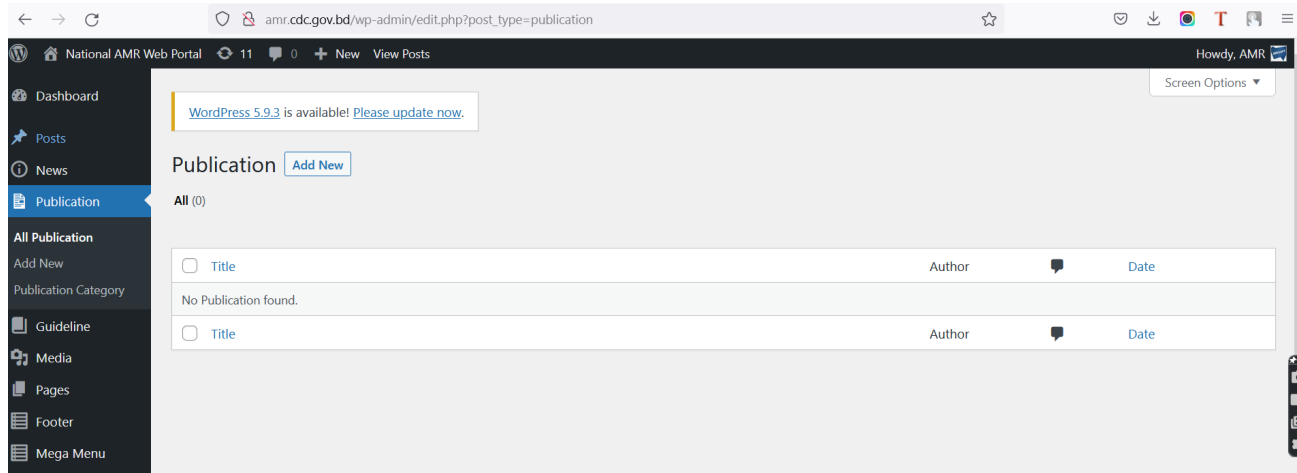 amr.cdc.gov.bd/wp-admin/edit.php?post_type=publication
National AMR Web Portal 11 0 New View Posts Howdy, AMR
Screen Options
Dashboard
WordPress 5.9.3 is available! Please update now.
Posts
Publication Add New
News
Publication
All (0)
All Publication
Add New
Publication Category
Title Author Date
No Publication found.
Title Author Date
Guideline
Media
Pages
Footer
Mega Menu